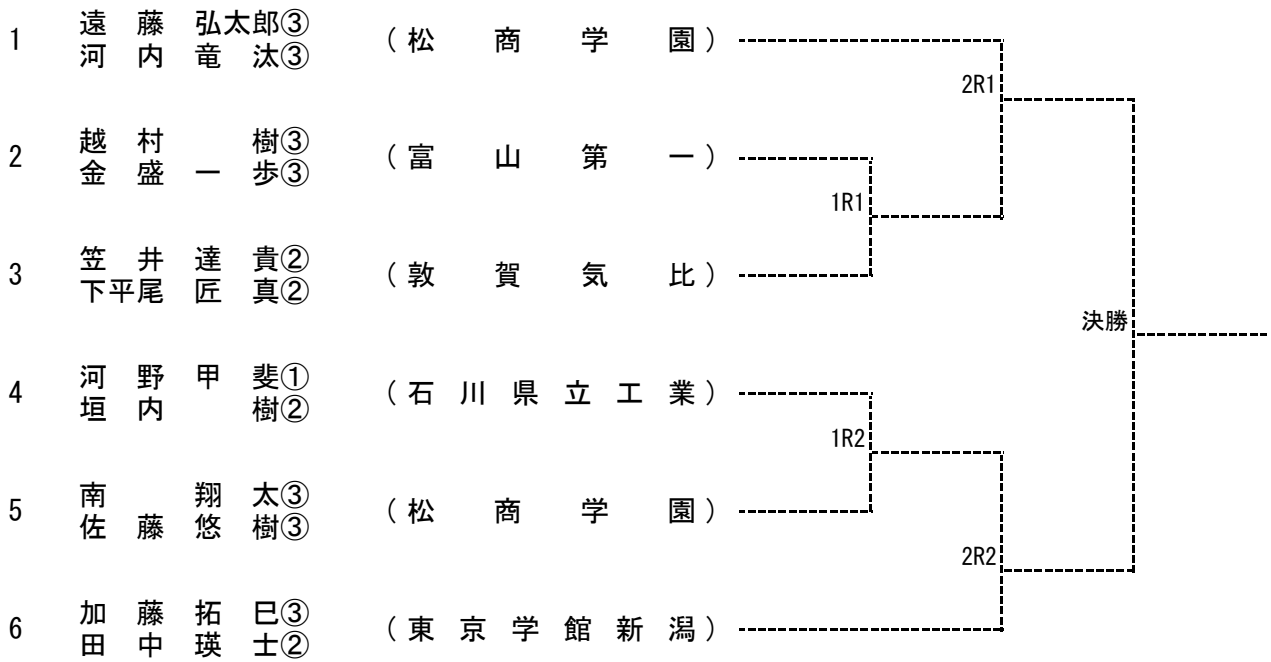 1 遠藤弘太郎③ (松商学園)
河内竜汰③
2R1
2 越村樹③ (富山第一)
金盛一歩③
1R1
3 笠井達貴② (敦賀気比)
下平尾匠真②
決勝
4 河野甲斐① (石川県立工業)
垣内樹②
1R2
5 南翔太③ (松商学園)
佐藤悠樹③
2R2
6 加藤拓巳③ (東京学館新潟)
田中瑛士②